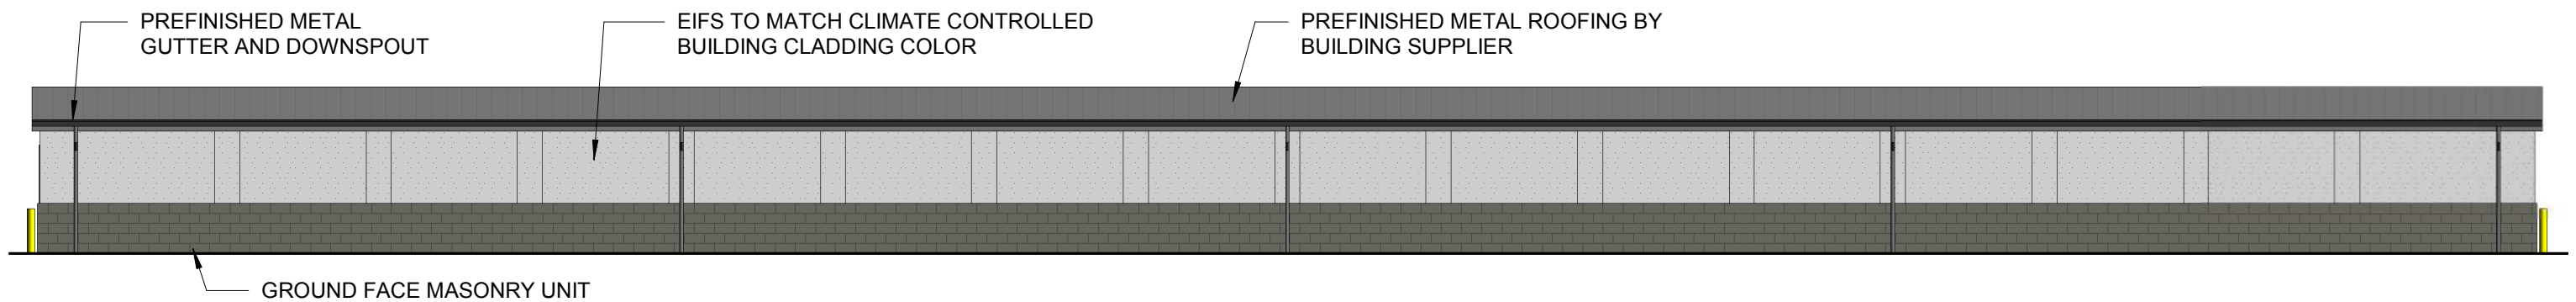 PREFINISHED METAL
GUTTER AND DOWNSPOUT
EIFS TO MATCH CLIMATE CONTROLLED
BUILDING CLADDING COLOR
PREFINISHED METAL ROOFING BY
BUILDING SUPPLIER
GROUND FACE MASONRY UNIT